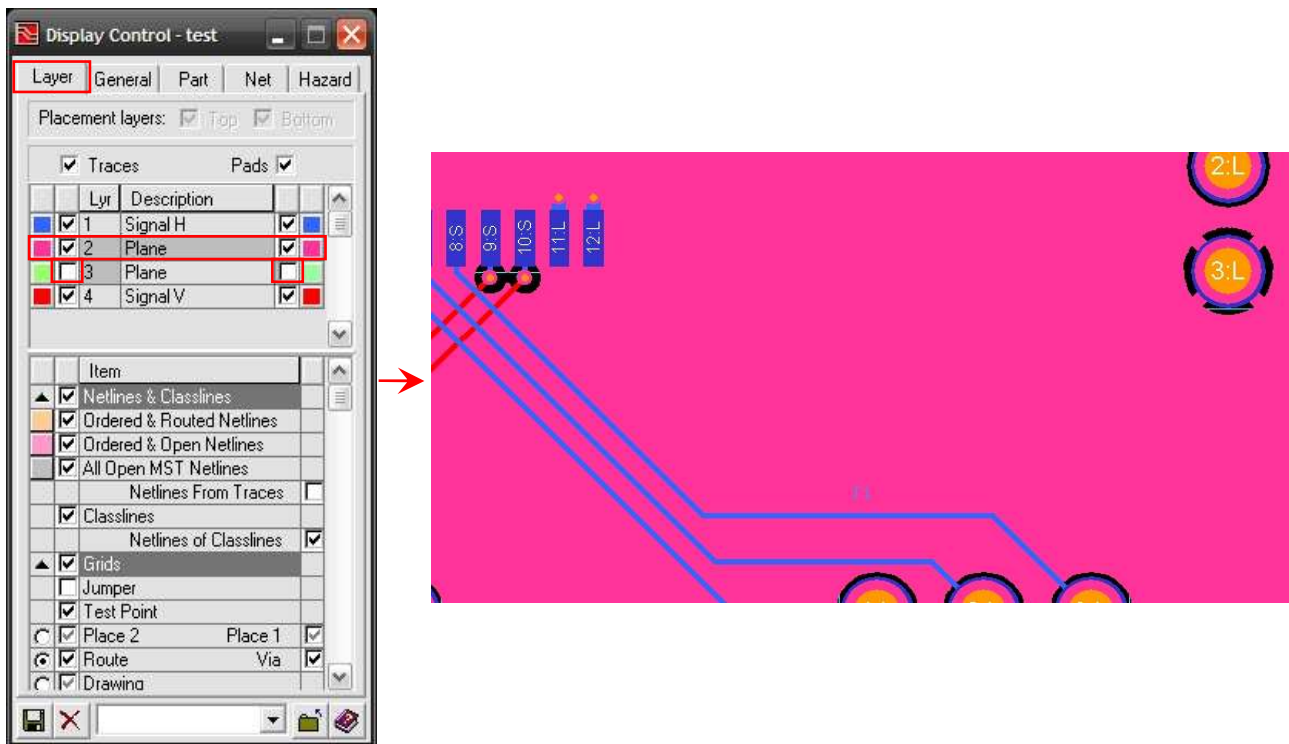 Display Control - test
Layer General Part Net Hazard
Placement layers: Top Bottom
Traces Pads
Lyr Description
1 Signal H
2 Plane
3 Plane
4 Signal V
Item
Netlines & Classlines
Ordered & Routed Netlines
Ordered & Open Netlines
All Open MST Netlines
Netlines From Traces
Classlines
Netlines of Classlines
Grids
Jumper
Test Point
Place 2 Place 1
Route Via
Drawing
2:L
8:S 9:S 10:S 11:L 12:L
3:L